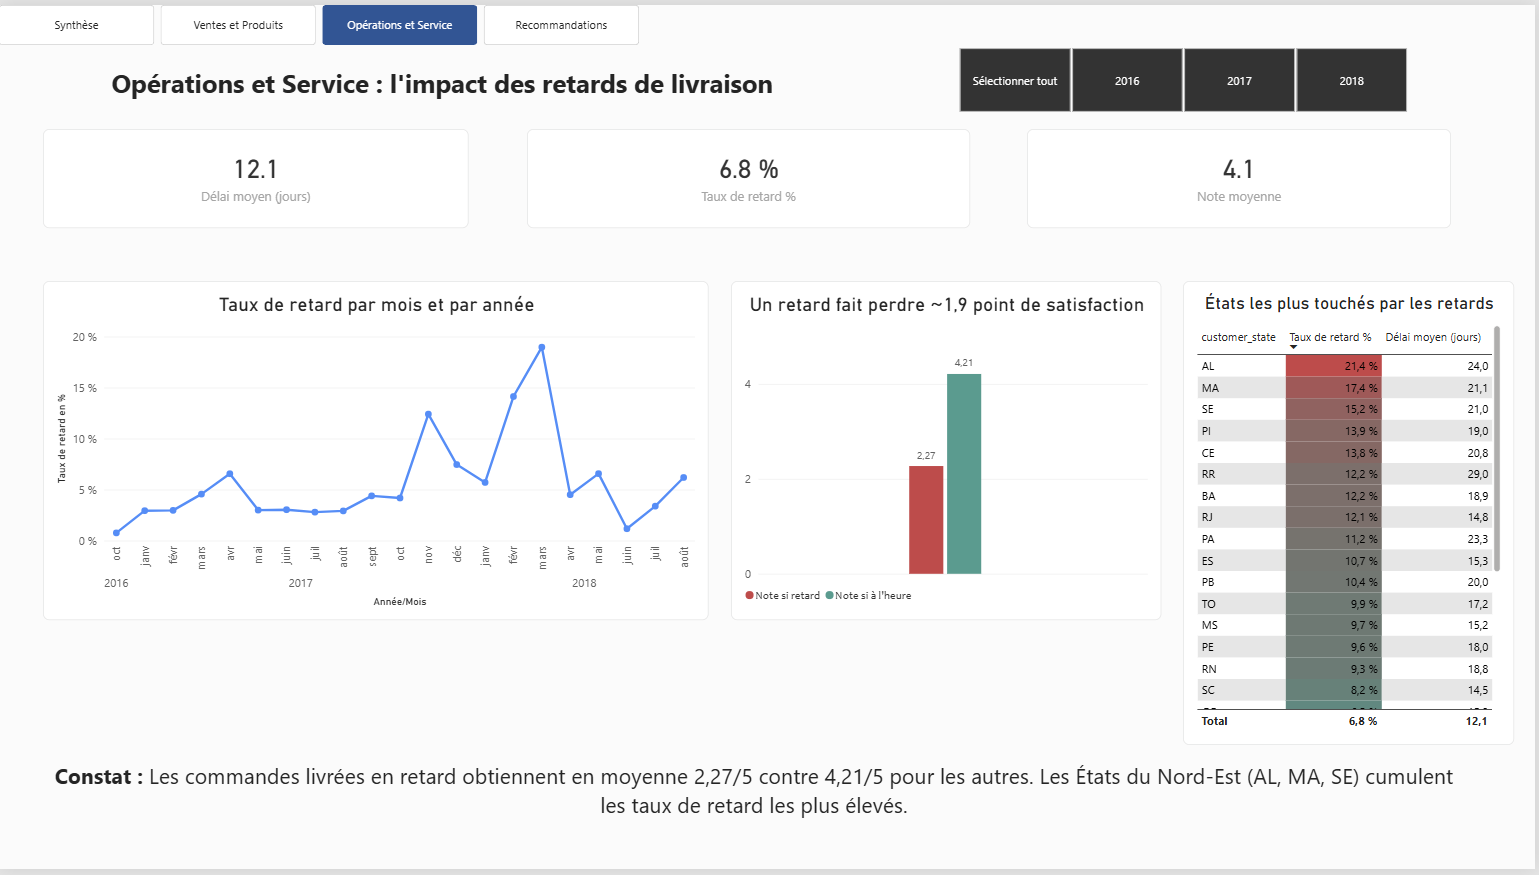 Synthèse
Ventes et Produits
Opérations et Service
Recommandations
Opérations et Service : l'impact des retards de livraison
Sélectionner tout
2016
2017
2018
12.1
Délai moyen (jours)
6.8 %
Taux de retard %
4.1
Note moyenne
Taux de retard par mois et par année
20 %
15 %
10 %
5 %
0 %
Taux de retard en %
oct janv févr mars avr mai juin juil août sept oct nov déc janv févr mars avr mai juin juil août
2016 2017 2018
Année/Mois
Un retard fait perdre ~1,9 point de satisfaction
4
2
0
2,27
4,21
Note si retard Note si à l'heure
États les plus touchés par les retards
customer_state Taux de retard % Délai moyen (jours)
AL 21,4 % 24,0
MA 17,4 % 21,1
SE 15,2 % 21,0
PI 13,9 % 19,0
CE 13,8 % 20,8
RR 12,2 % 29,0
BA 12,2 % 18,9
RJ 12,1 % 14,8
PA 11,2 % 23,3
ES 10,7 % 15,3
PB 10,4 % 20,0
TO 9,9 % 17,2
MS 9,7 % 15,2
PE 9,6 % 18,0
RN 9,3 % 18,8
SC 8,2 % 14,5
Total 6,8 % 12,1
Constat : Les commandes livrées en retard obtiennent en moyenne 2,27/5 contre 4,21/5 pour les autres. Les États du Nord-Est (AL, MA, SE) cumulent
les taux de retard les plus élevés.